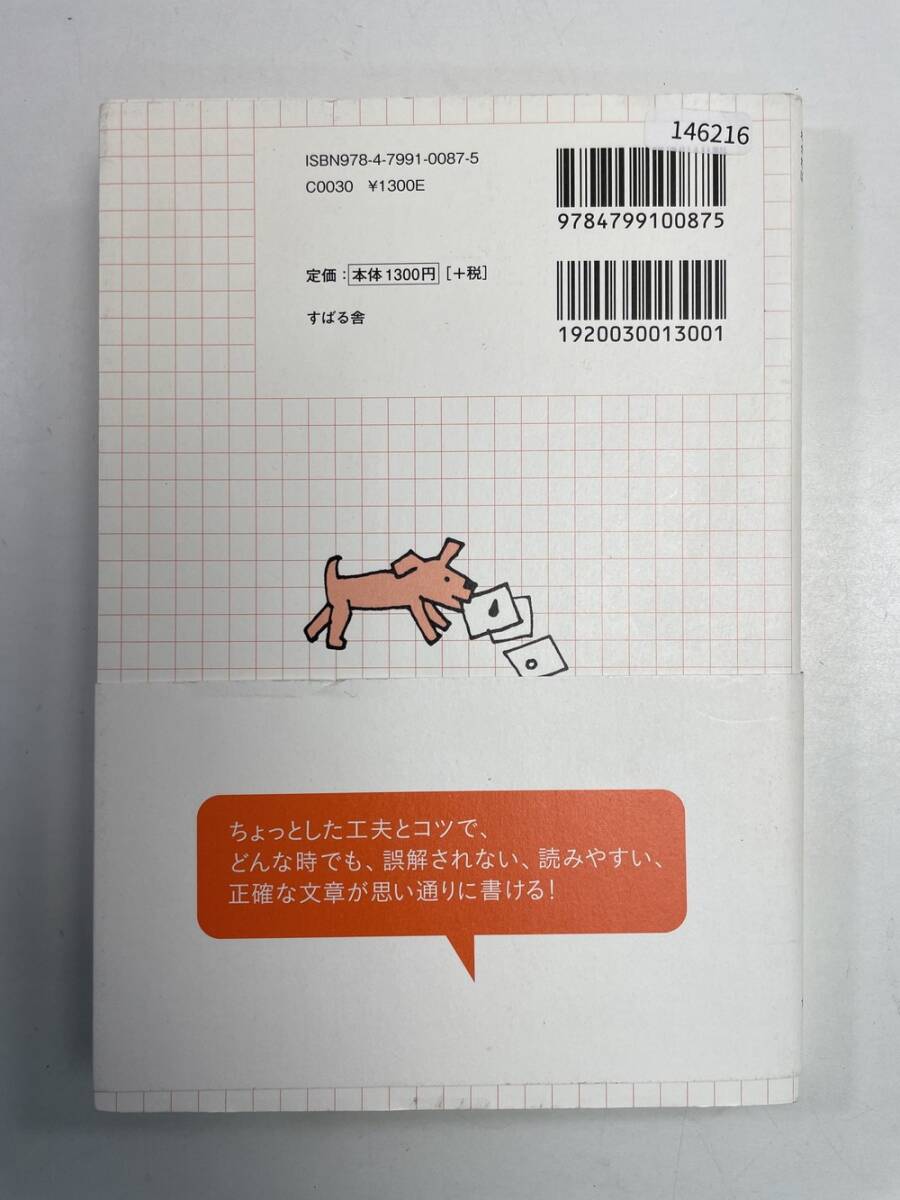 146216
ISBN978-4-7991-0087-5
C0030 ¥1300E
9784799100875
定価：本体1300円［＋税］
すばる舎
1920030013001
ちょっとした工夫とコツで、
どんな時でも、誤解されない、読みやすい、
正確な文章が思い通りに書ける！